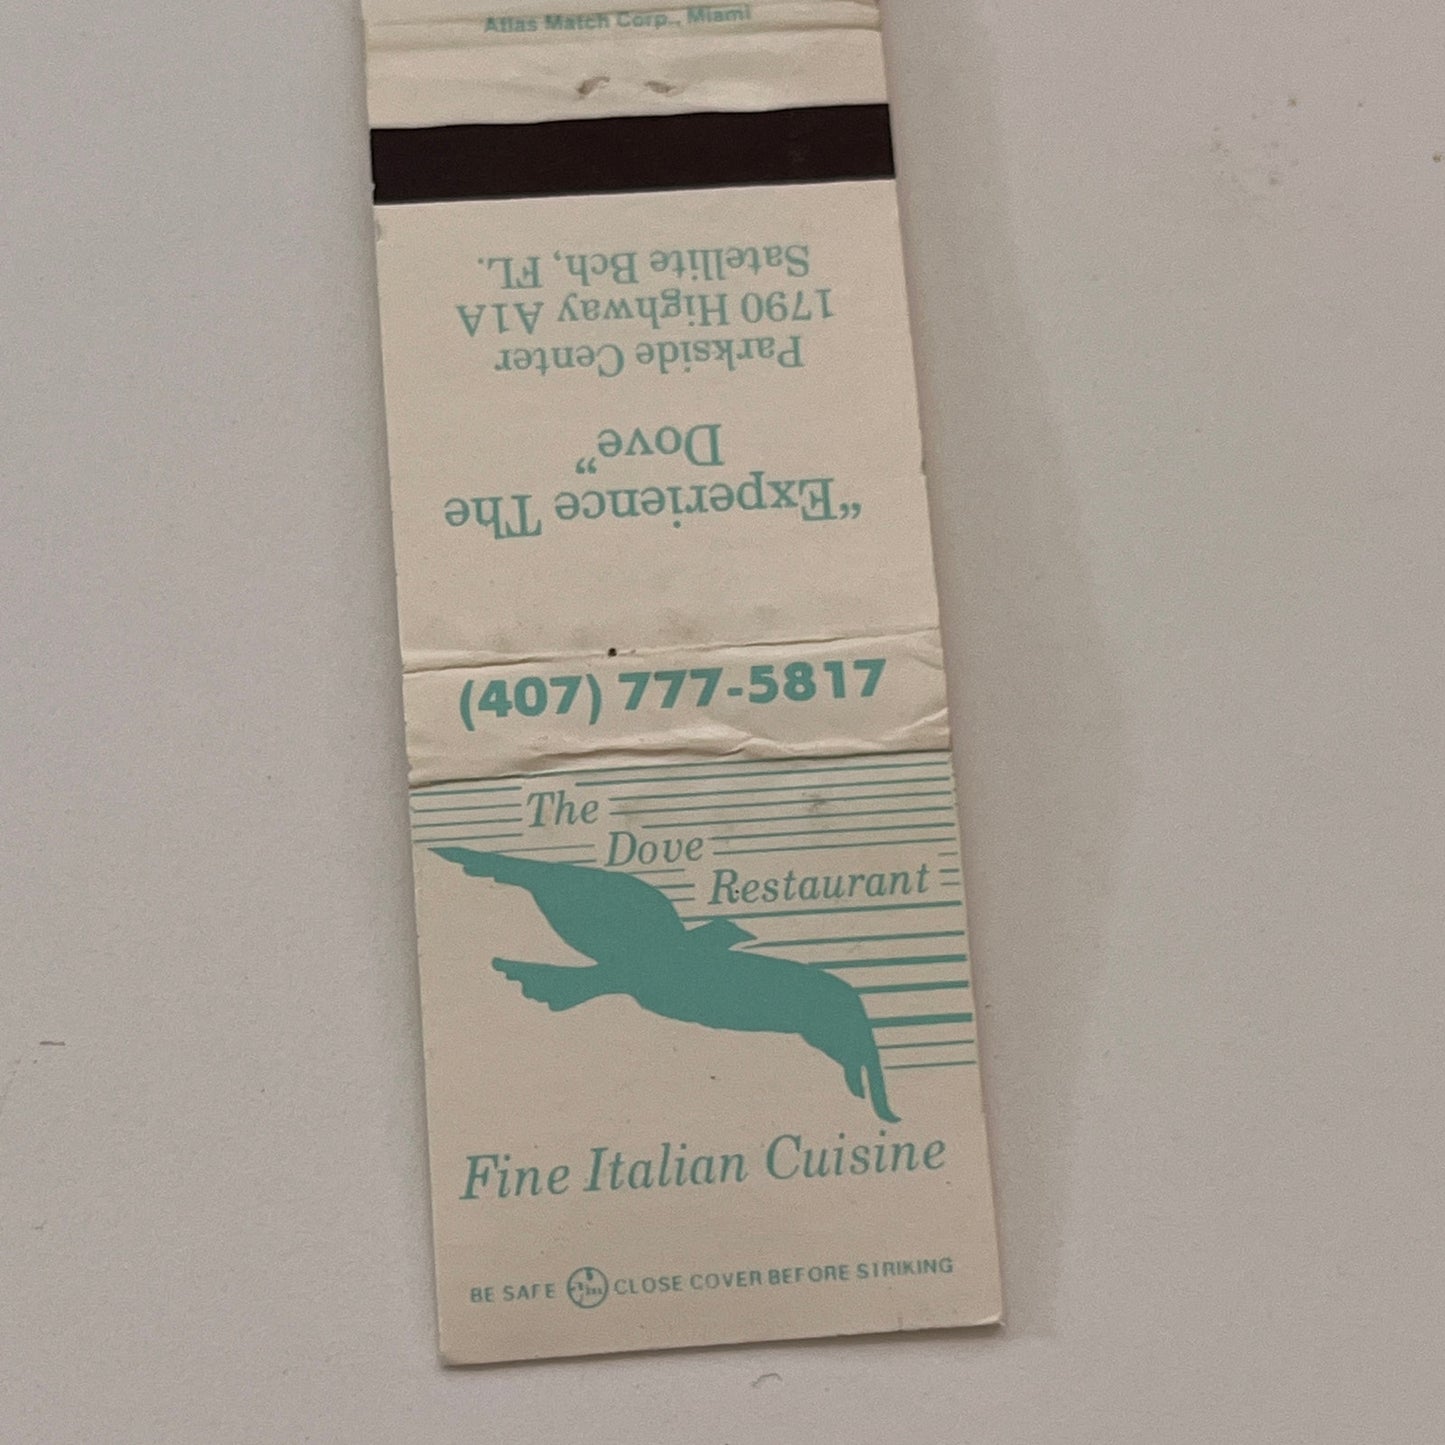 Atlas Match Corp., Miami
"Experience The
Dove"
Parkside Center
1790 Highway A1A
Satellite Bch, FL.
(407) 777-5817
The
Dove
Restaurant
Fine Italian Cuisine
BE SAFE CLOSE COVER BEFORE STRIKING